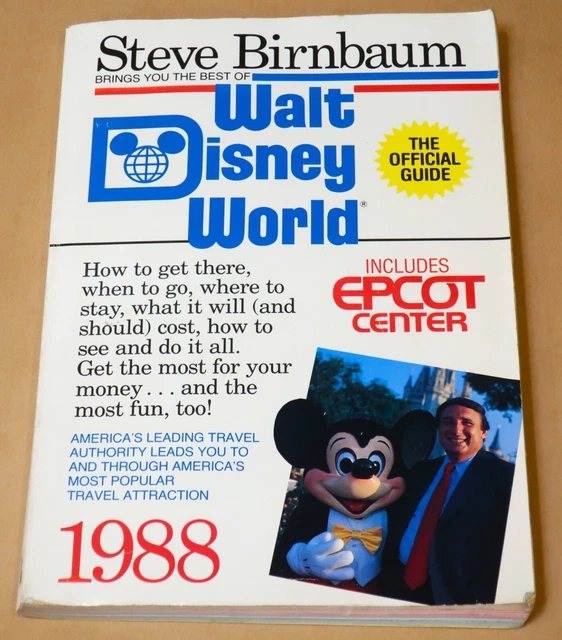 Steve Birnbaum
BRINGS YOU THE BEST OF
Walt
Disney
World®
THE
OFFICIAL
GUIDE
How to get there,
when to go, where to
stay, what it will (and
should) cost, how to
see and do it all.
Get the most for your
money... and the
most fun, too!
INCLUDES
EPCOT
CENTER
AMERICA'S LEADING TRAVEL
AUTHORITY LEADS YOU TO
AND THROUGH AMERICA'S
MOST POPULAR
TRAVEL ATTRACTION
1988